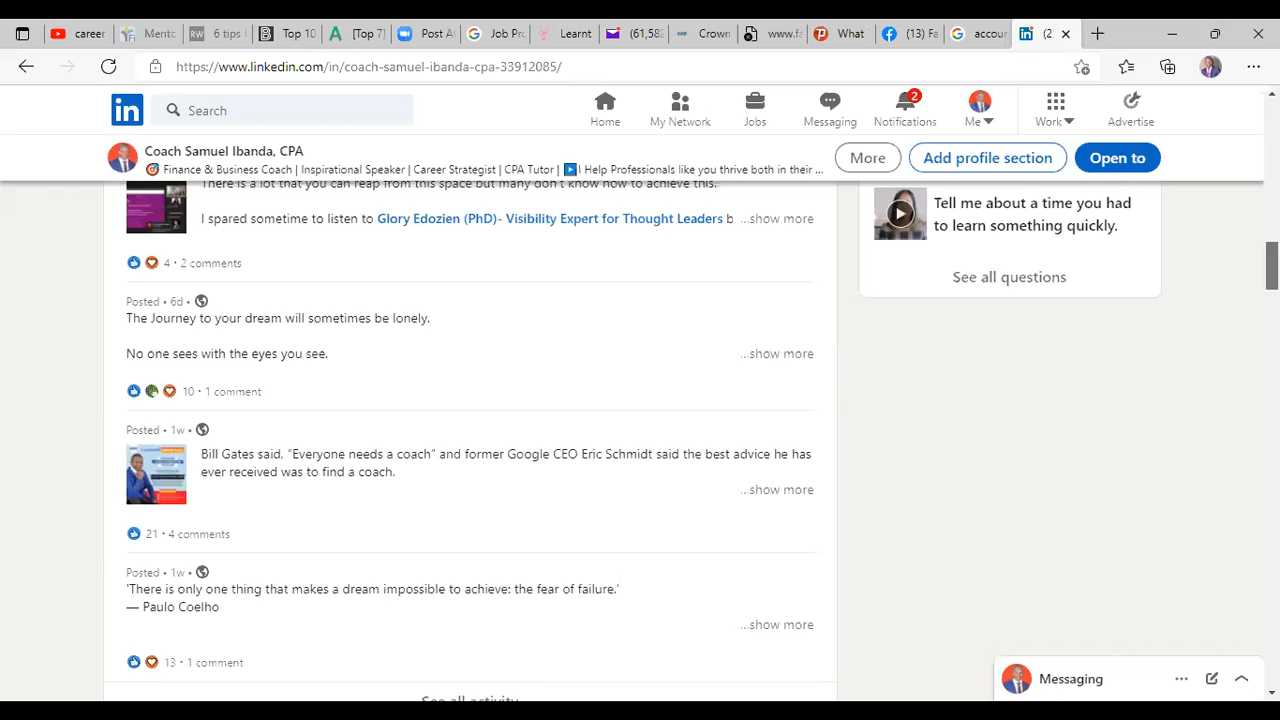 career
Mentc
6 tips
Top 10
[Top 7]
Post A
Job Pro
Learnt
(61,582
Crown
www.fa
What
(13) Fa
accou
(2
https://www.linkedin.com/in/coach-samuel-ibanda-cpa-33912085/
in
Search
Home
My Network
Jobs
Messaging
2
Notifications
Me
Work
Advertise
Coach Samuel Ibanda, CPA
Finance & Business Coach | Inspirational Speaker | Career Strategist | CPA Tutor | I Help Professionals like you thrive both in their ...
More
Add profile section
Open to
There is a lot that you can reap from this space but many don't know how to achieve this.
I spared sometime to listen to Glory Edozien (PhD)- Visibility Expert for Thought Leaders b ...show more
4 • 2 comments
Posted • 6d •
The Journey to your dream will sometimes be lonely.
No one sees with the eyes you see. ...show more
10 • 1 comment
Posted • 1w •
Bill Gates said, "Everyone needs a coach" and former Google CEO Eric Schmidt said the best advice he has
ever received was to find a coach.
...show more
21 • 4 comments
Posted • 1w •
'There is only one thing that makes a dream impossible to achieve: the fear of failure.'
— Paulo Coelho
...show more
13 • 1 comment
See all activity
Tell me about a time you had
to learn something quickly.
See all questions
Messaging